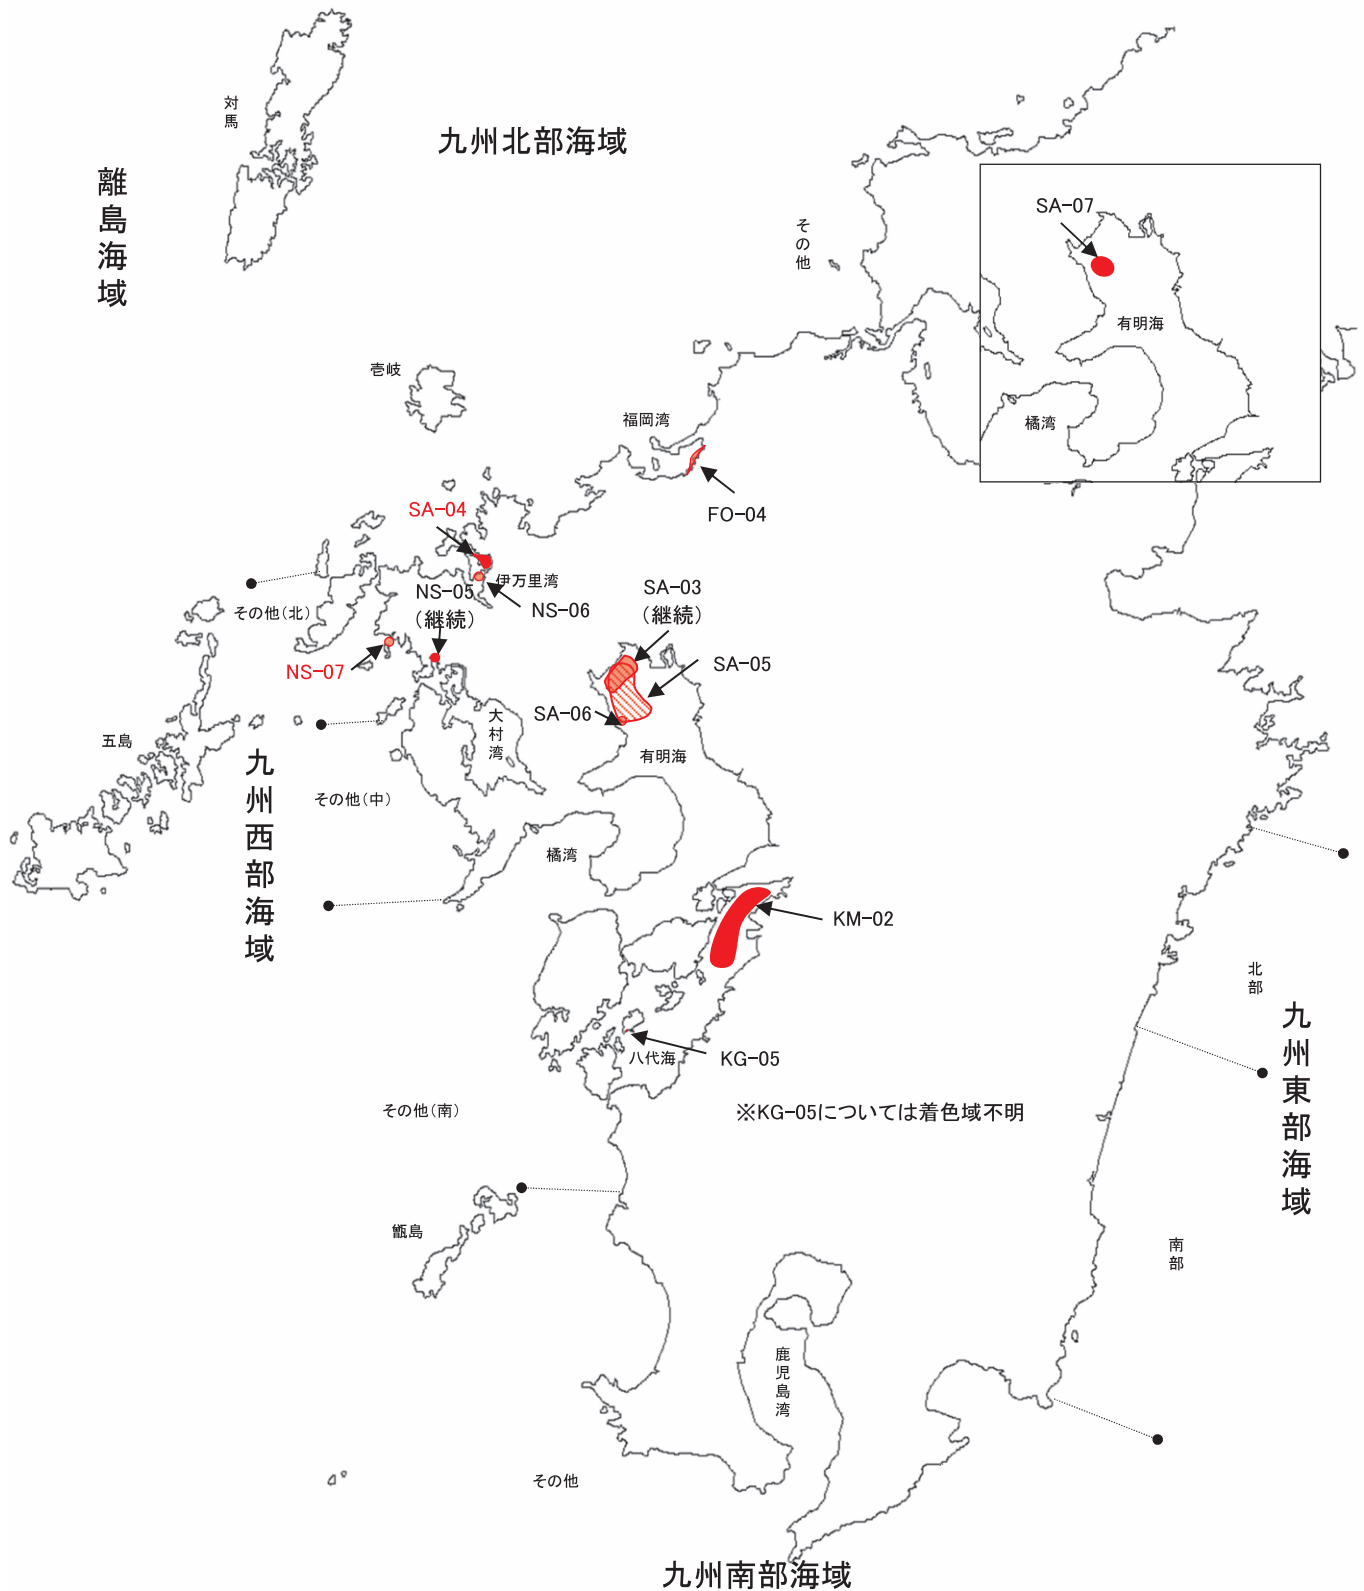 対馬
九州北部海域
離島海域
その他
SA-07
有明海
橘湾
壱岐
福岡湾
FO-04
SA-04
伊万里湾
NS-05
(継続)
NS-06
SA-03
(継続)
その他(北)
NS-07
SA-05
SA-06
大村湾
五島
有明海
九州西部海域
その他(中)
橘湾
KM-02
北部
九州東部海域
KG-05
八代海
その他(南)
※KG-05については着色域不明
甑島
南部
鹿児島湾
その他
九州南部海域